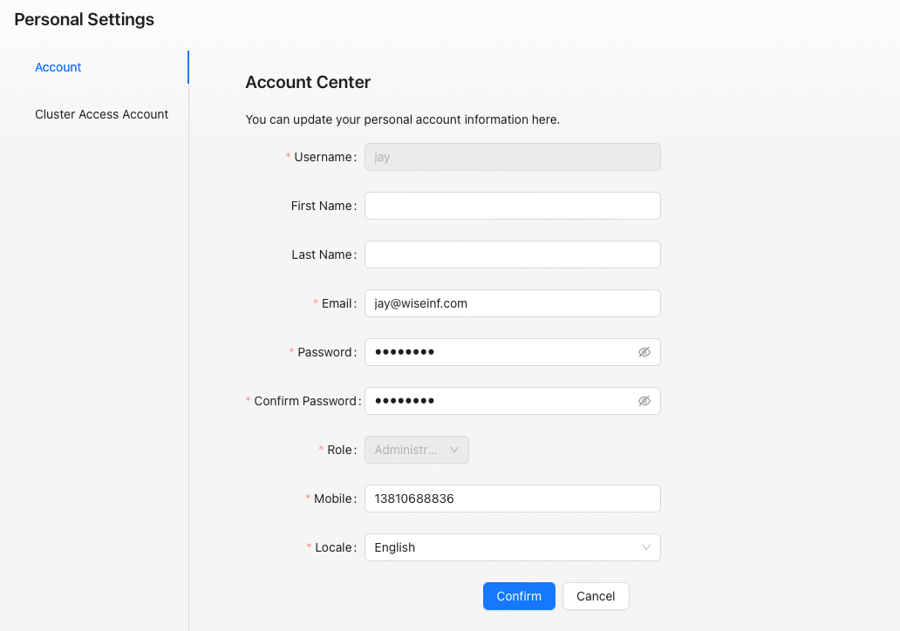 Personal Settings
Account
Cluster Access Account
Account Center
You can update your personal account information here.
* Username: jay
First Name:
Last Name:
* Email: jay@wiseinf.com
* Password: ••••••••
* Confirm Password: ••••••••
* Role: Administr...
* Mobile: 13810688836
* Locale: English
Confirm Cancel